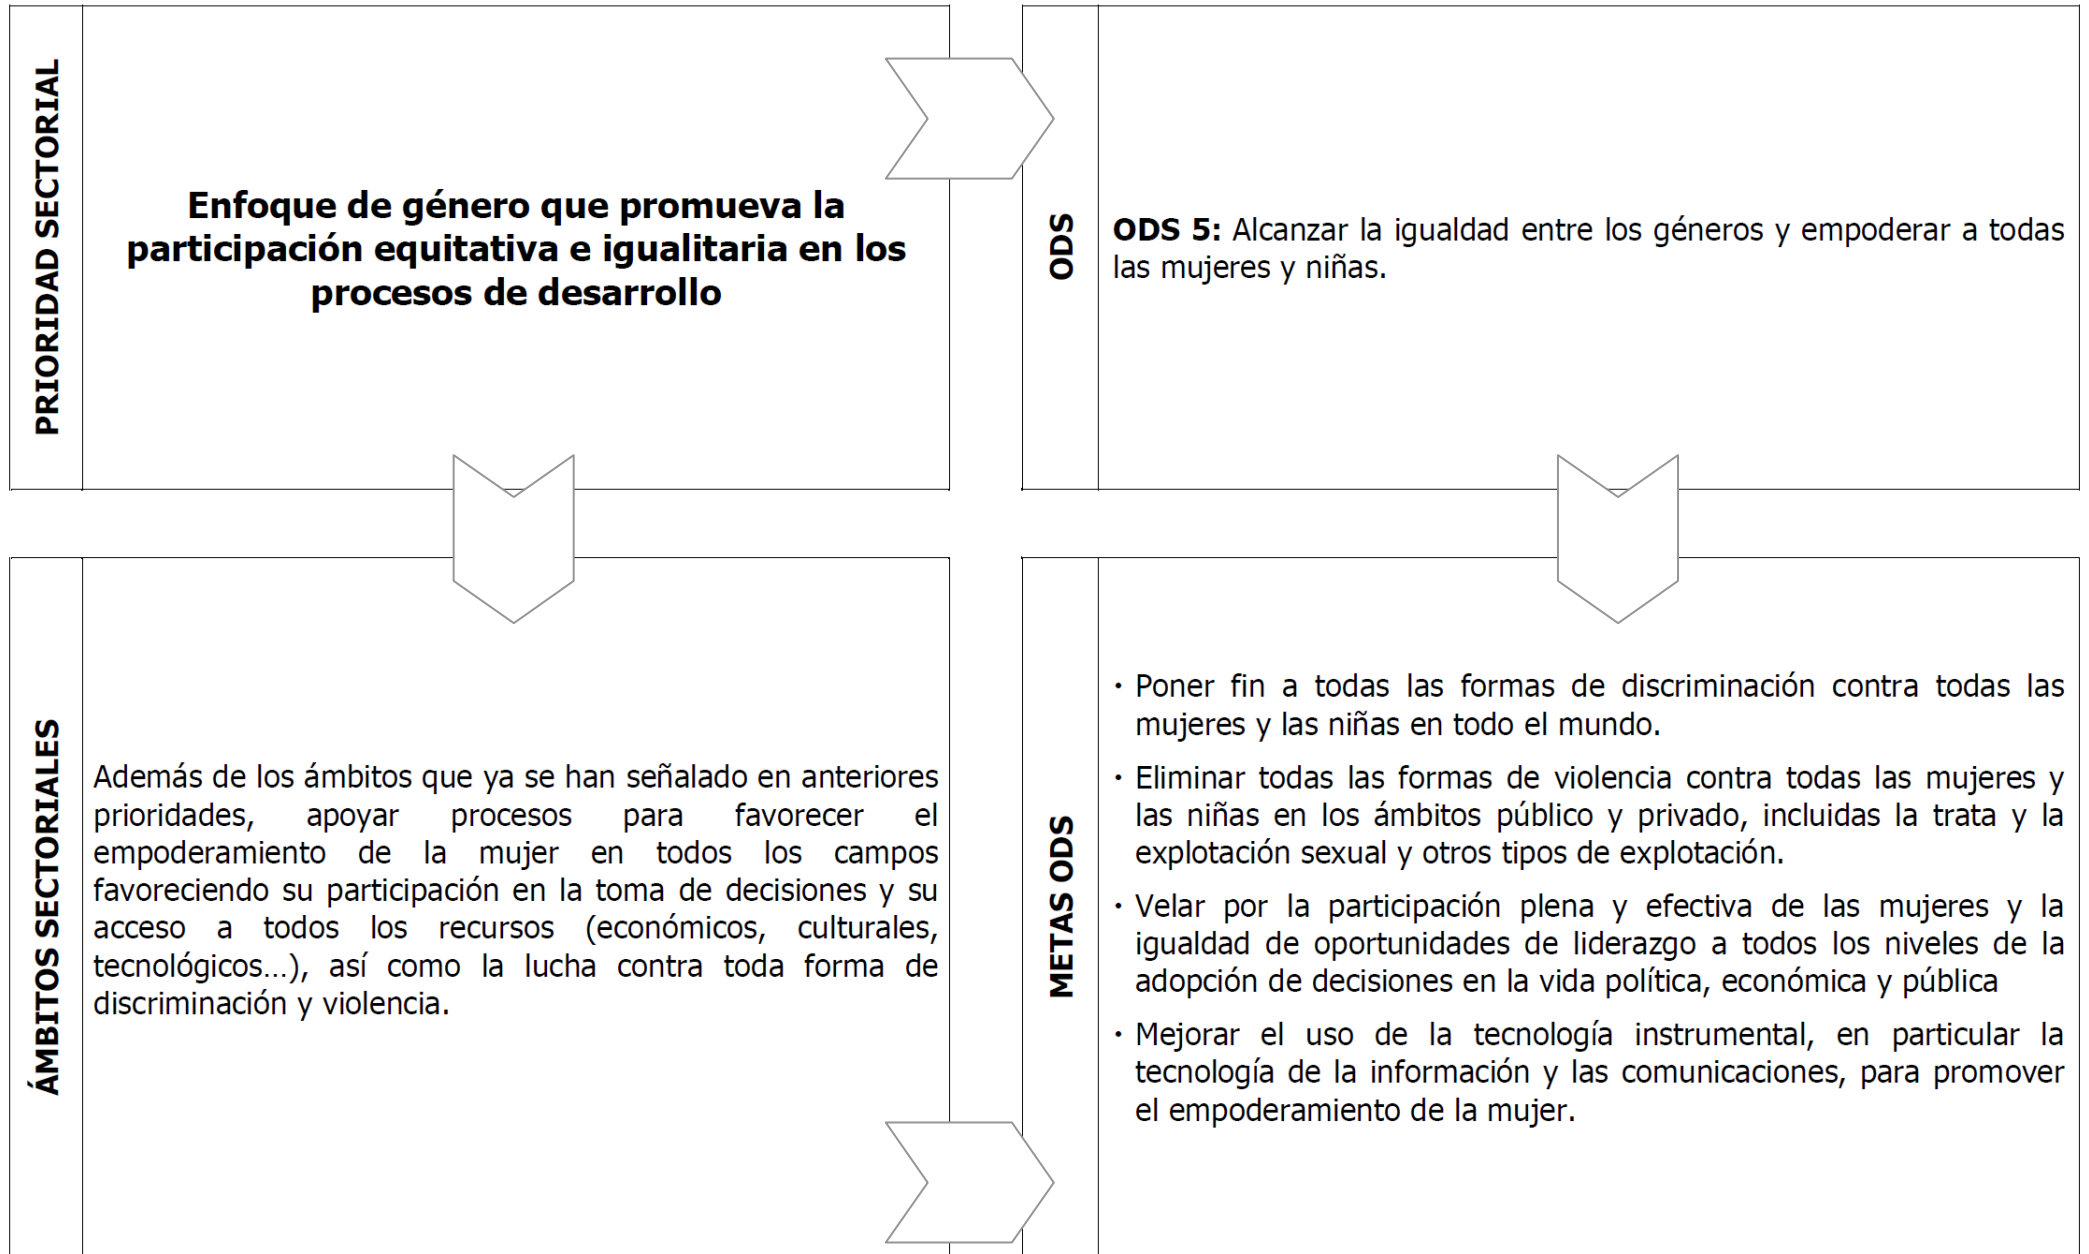 PRIORIDAD SECTORIAL
Enfoque de género que promueva la
participación equitativa e igualitaria en los
procesos de desarrollo
ODS
ODS 5: Alcanzar la igualdad entre los géneros y empoderar a todas
las mujeres y niñas.
ÁMBITOS SECTORIALES
Además de los ámbitos que ya se han señalado en anteriores
prioridades, apoyar procesos para favorecer el
empoderamiento de la mujer en todos los campos
favoreciendo su participación en la toma de decisiones y su
acceso a todos los recursos (económicos, culturales,
tecnológicos…), así como la lucha contra toda forma de
discriminación y violencia.
METAS ODS
· Poner fin a todas las formas de discriminación contra todas las
mujeres y las niñas en todo el mundo.
· Eliminar todas las formas de violencia contra todas las mujeres y
las niñas en los ámbitos público y privado, incluidas la trata y la
explotación sexual y otros tipos de explotación.
· Velar por la participación plena y efectiva de las mujeres y la
igualdad de oportunidades de liderazgo a todos los niveles de la
adopción de decisiones en la vida política, económica y pública
· Mejorar el uso de la tecnología instrumental, en particular la
tecnología de la información y las comunicaciones, para promover
el empoderamiento de la mujer.